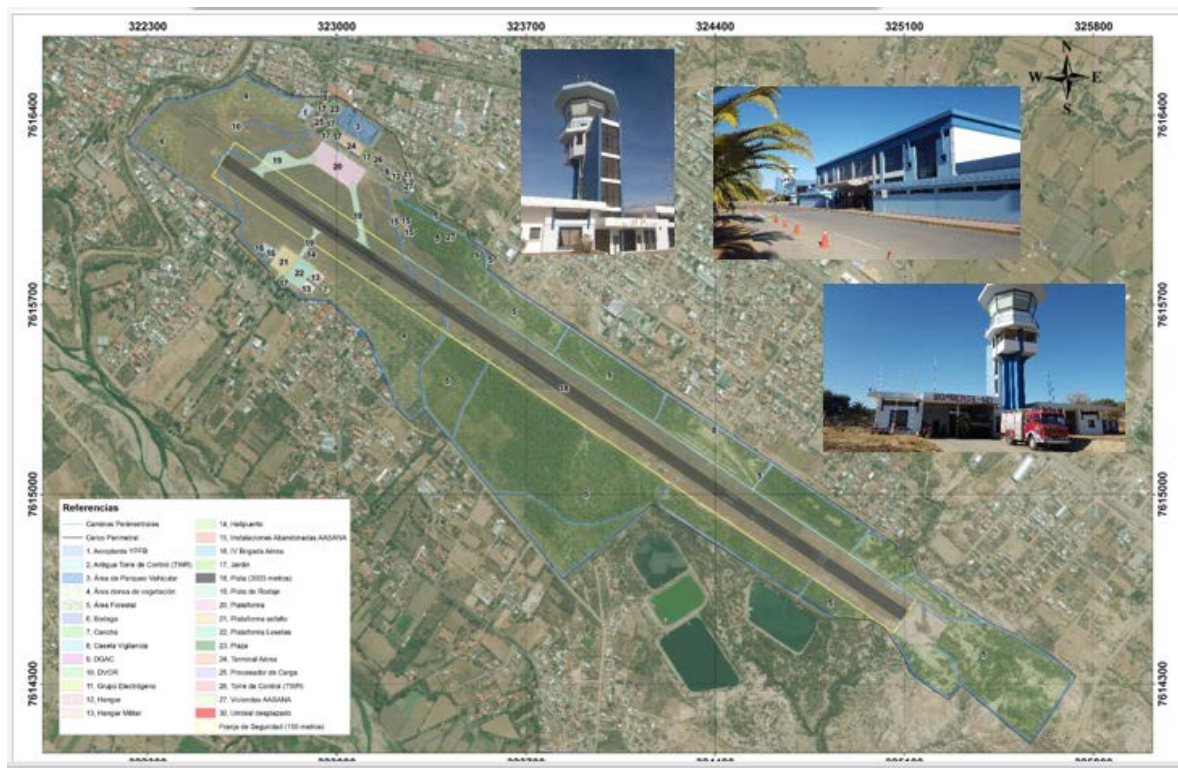 322300 323000 323700 324400 325100 325800
N
W E
S
7616400
7615700
7615000
7614300
7616400
7615700
7615000
7614300
Referencias
Caminos Perimetrales
Cerco Perimetral
1, Aeroplanta YPFB
2, Antigua Torre de Control (TWR)
3, Área de Parqueo Vehicular
4, Área densa de vegetación
5, Área Forestal
6, Bodega
7, Cancha
8, Caseta Vigilancia
9, DGAC
10, DVOR
11, Grupo Electrógeno
12, Hangar
13, Hangar Militar
14, Helipuerto
15, Instalaciones Abandonadas AASANA
16, IV Brigada Aérea
17, Jardín
18, Pista (3003 metros)
19, Pista de Rodaje
20, Plataforma
21, Plataforma asfalto
22, Plataforma Losetas
23, Plaza
24, Terminal Aérea
25, Procesador de Carga
26, Torre de Control (TWR)
27, Viviendas AASANA
30, Umbral desplazado
Franja de Seguridad (150 metros)
BOMBEROS